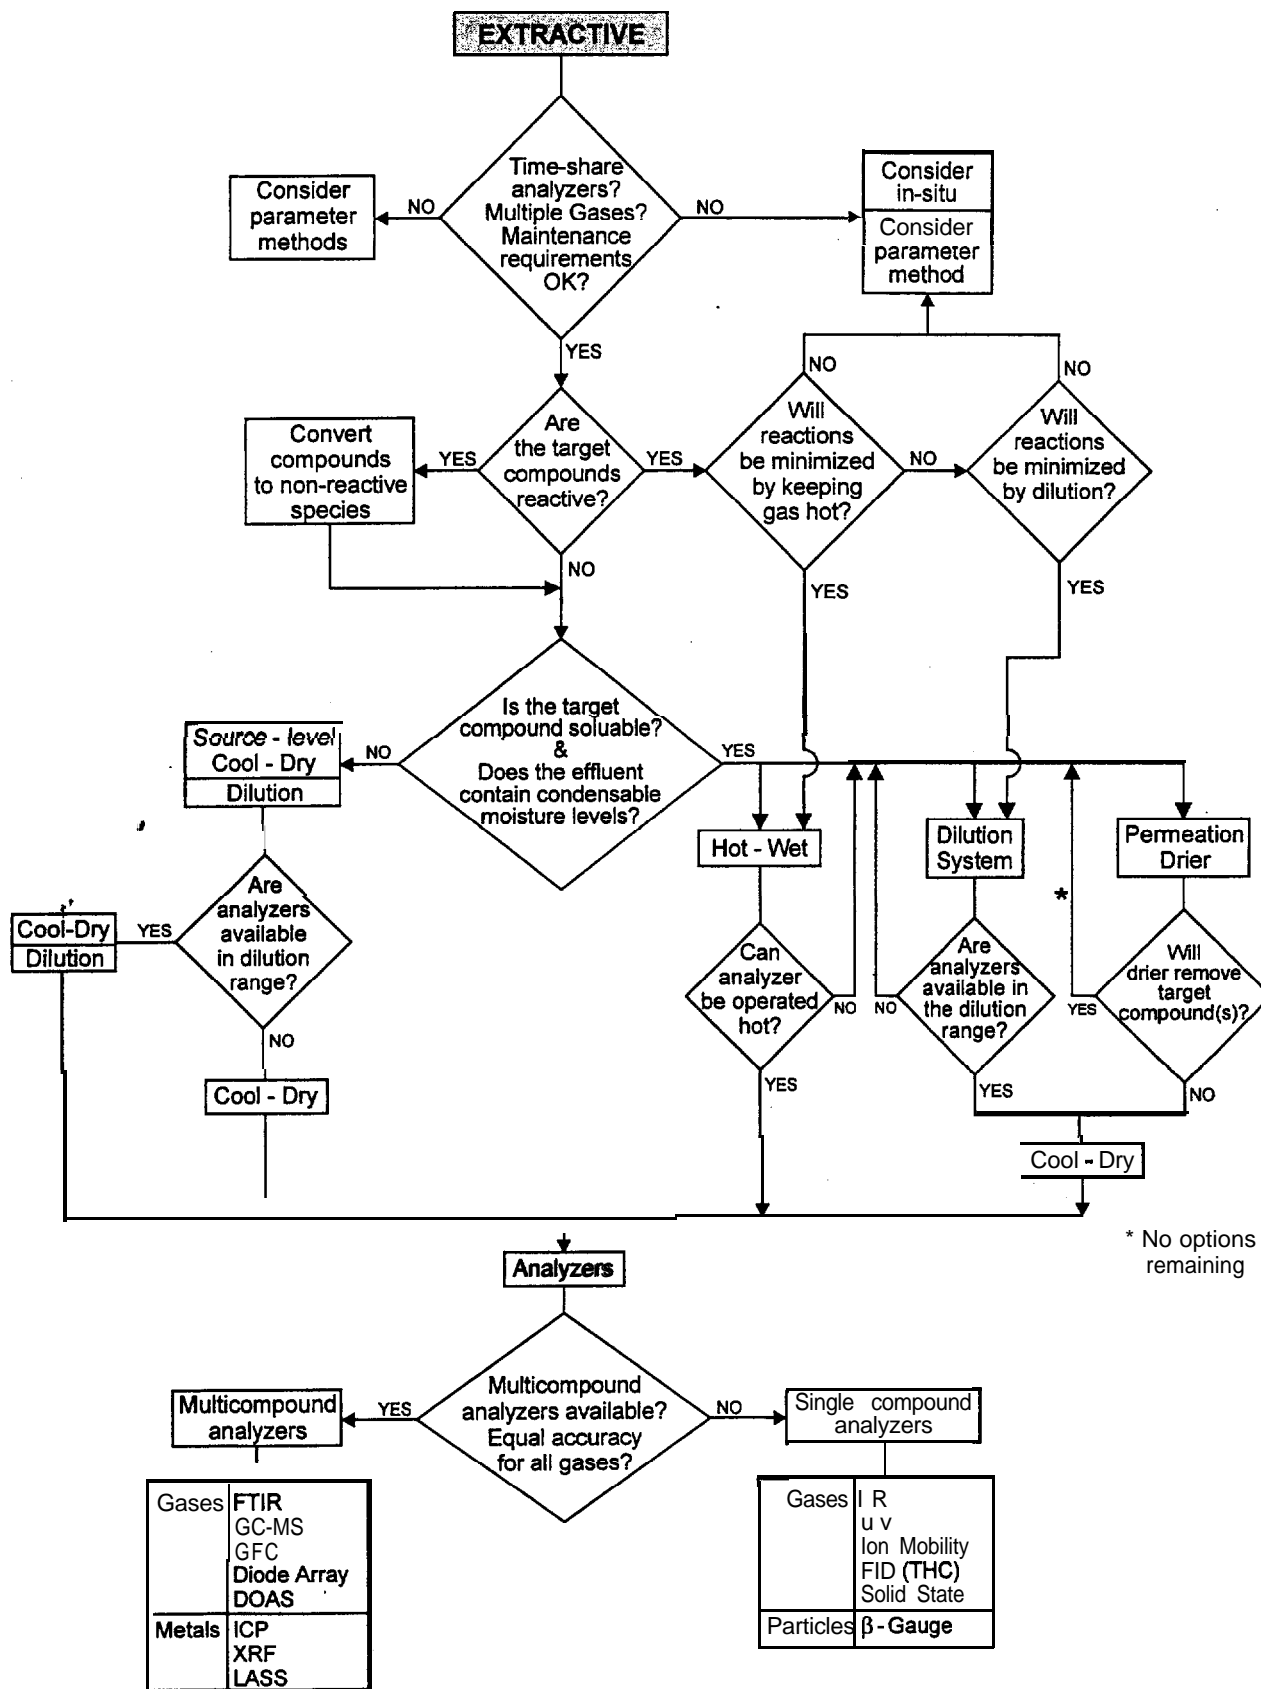 EXTRACTIVE
Time-share
analyzers?
Multiple Gases?
Maintenance
requirements
OK?
NO
Consider
parameter
methods
NO
Consider
in-situ
Consider
parameter
method
YES
Are
the target
compounds
reactive?
YES
Convert
compounds
to non-reactive
species
YES
NO
Will
reactions
be minimized
by keeping
gas hot?
NO
NO
YES
Will
reactions
be minimized
by dilution?
NO
YES
Is the target
compound soluable?
&
Does the effluent
contain condensable
moisture levels?
NO
Source - level
Cool - Dry
Dilution
YES
Are
analyzers
available
in dilution
range?
YES
Cool-Dry
Dilution
NO
Cool - Dry
Hot - Wet
Can
analyzer
be operated
hot?
NO
YES
Dilution
System
Are
analyzers
available in
the dilution
range?
NO
YES
Permeation
Drier
*
Will
drier remove
target
compound(s)?
YES
NO
Cool - Dry
* No options
remaining
Analyzers
Multicompound
analyzers available?
Equal accuracy
for all gases?
YES
Multicompound
analyzers
NO
Single compound
analyzers
Gases FTIR
GC-MS
GFC
Diode Array
DOAS
Metals ICP
XRF
LASS
Gases I R
u v
Ion Mobility
FID (THC)
Solid State
Particles β - Gauge